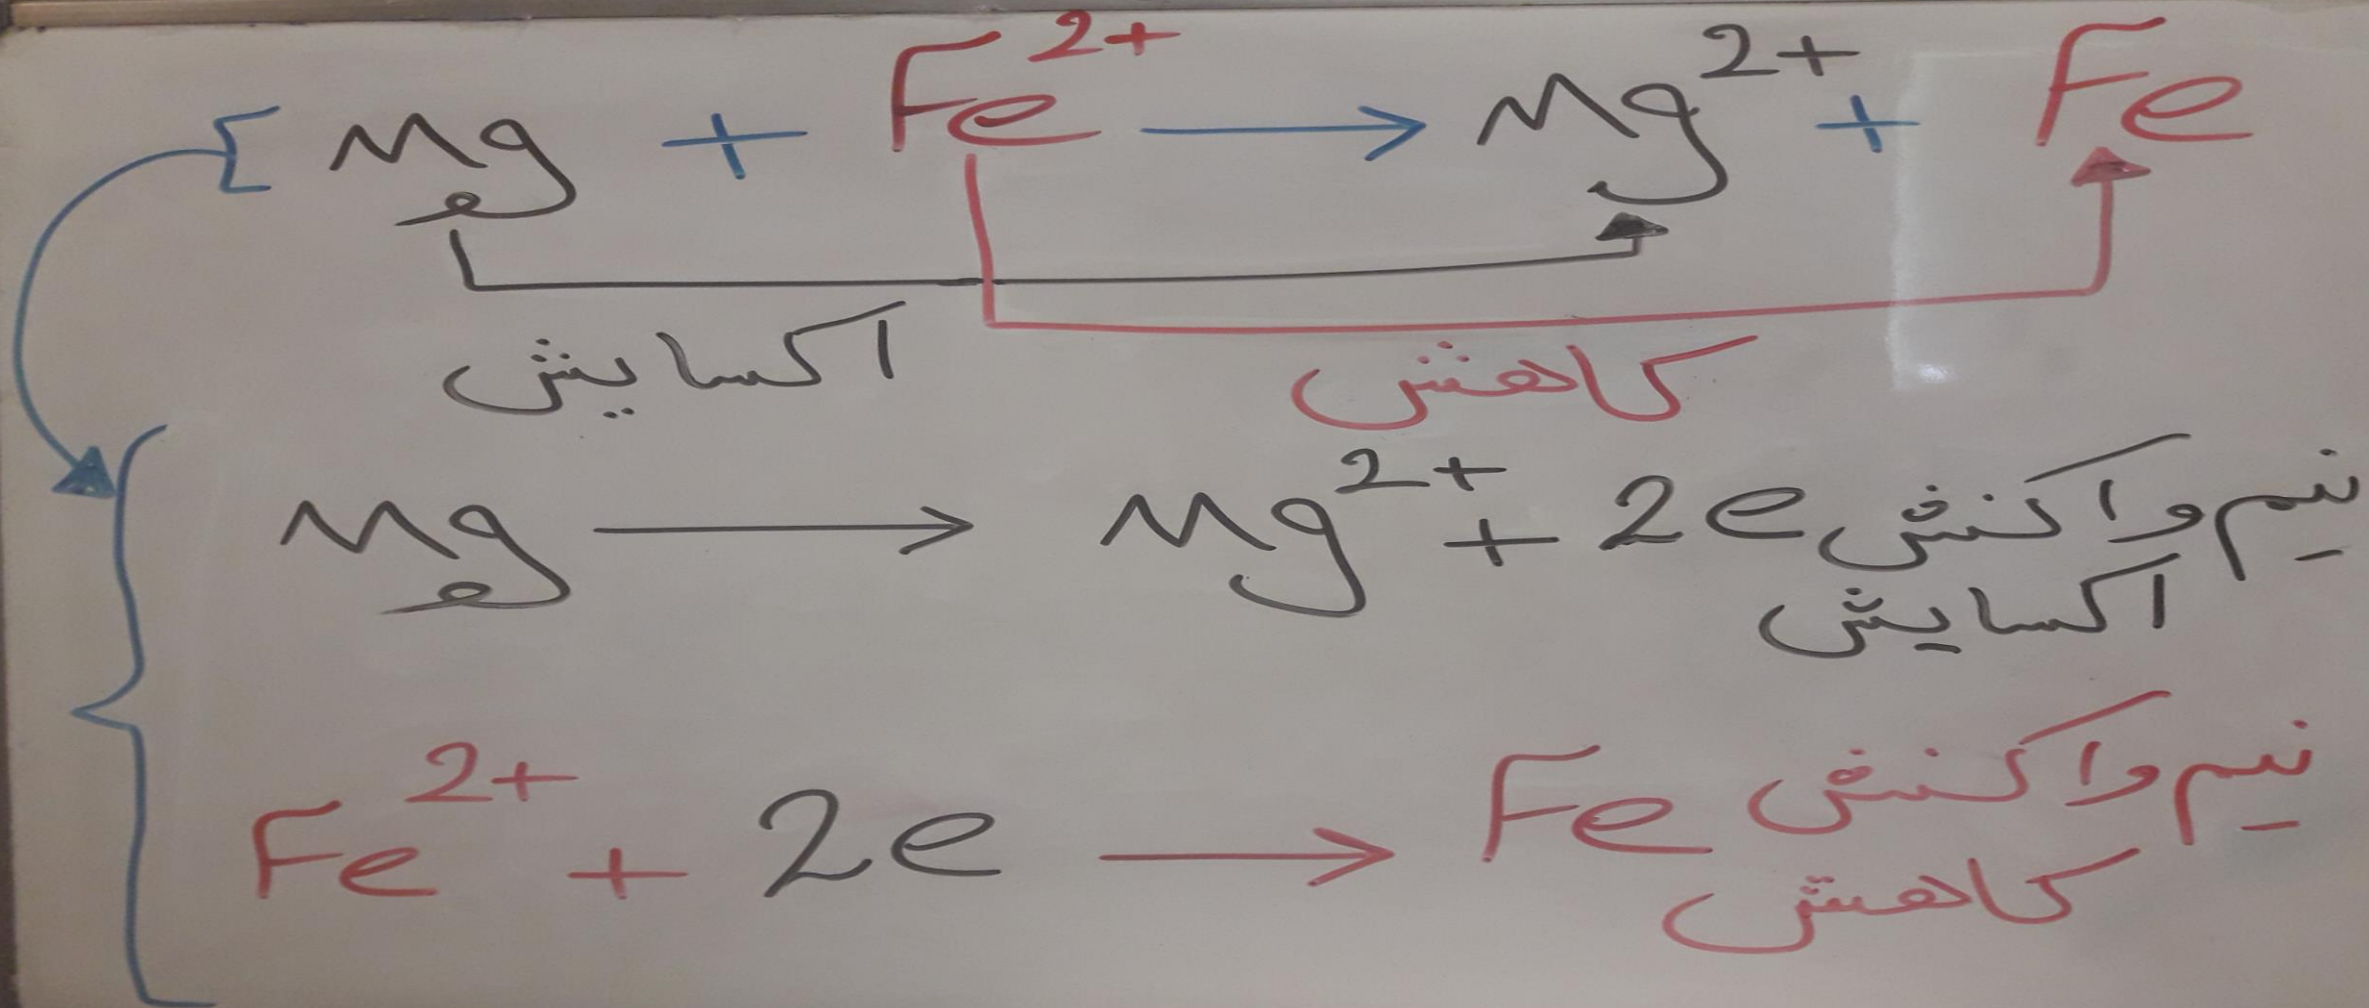 [ Mg + Fe²⁺ → Mg²⁺ + Fe
اکسایش
کاهش
Mg → Mg²⁺ + 2e نیم واکنش
اکسایش
Fe²⁺ + 2e → Fe نیم واکنش
کاهش